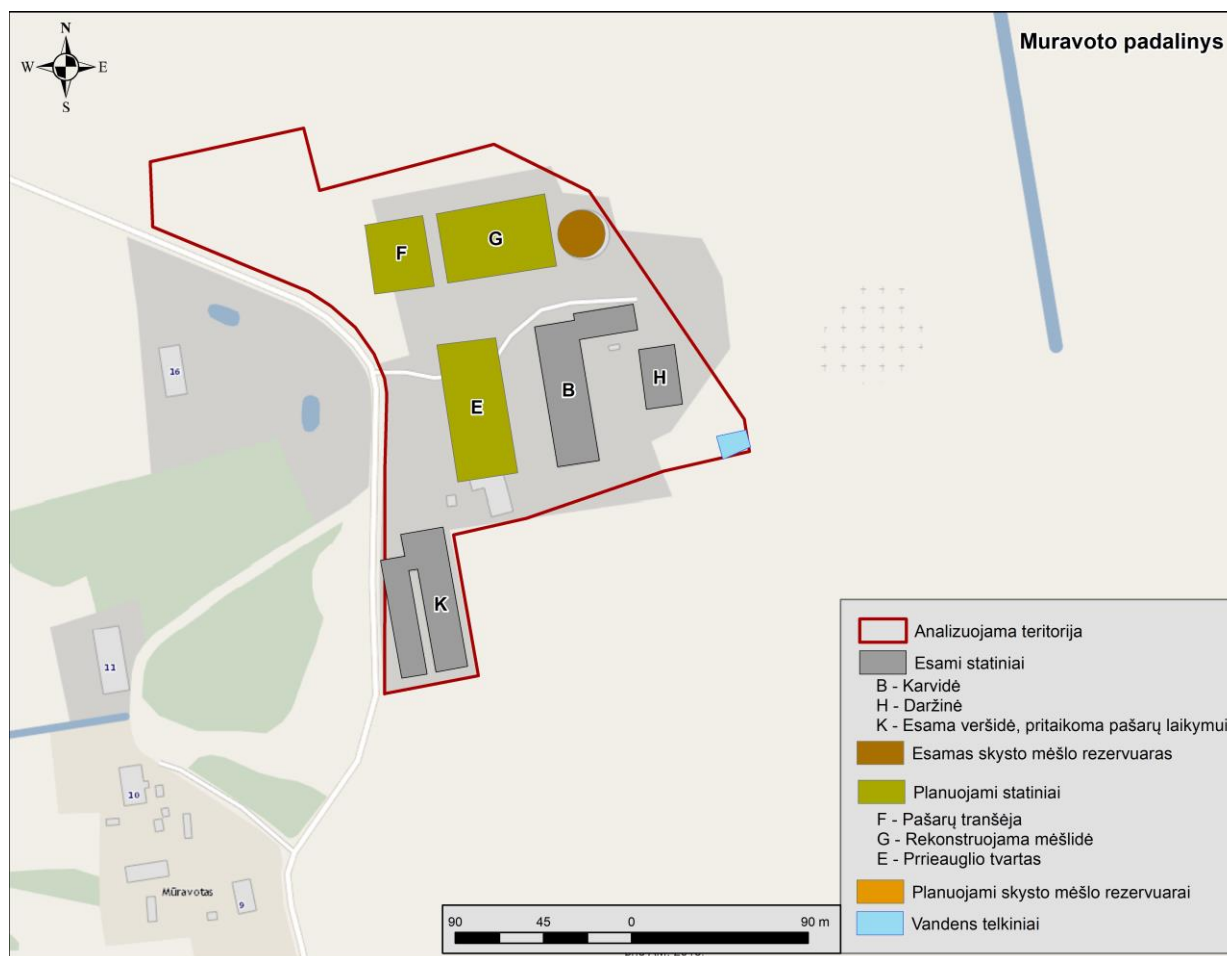 Muravoto padalinys
N
W E
S
F
G
B
H
E
K
16
11
10
Mūravotas
9
Analizuojama teritorija
Esami statiniai
B - Karvidė
H - Daržinė
K - Esama veršidė, pritaikoma pašarų laikymui
Esamas skysto mėšlo rezervuaras
Planuojami statiniai
F - Pašarų tranšėja
G - Rekonstruojama mėšlidė
E - Prrieauglio tvartas
Planuojami skysto mėšlo rezervuarai
Vandens telkiniai
90 45 0 90 m